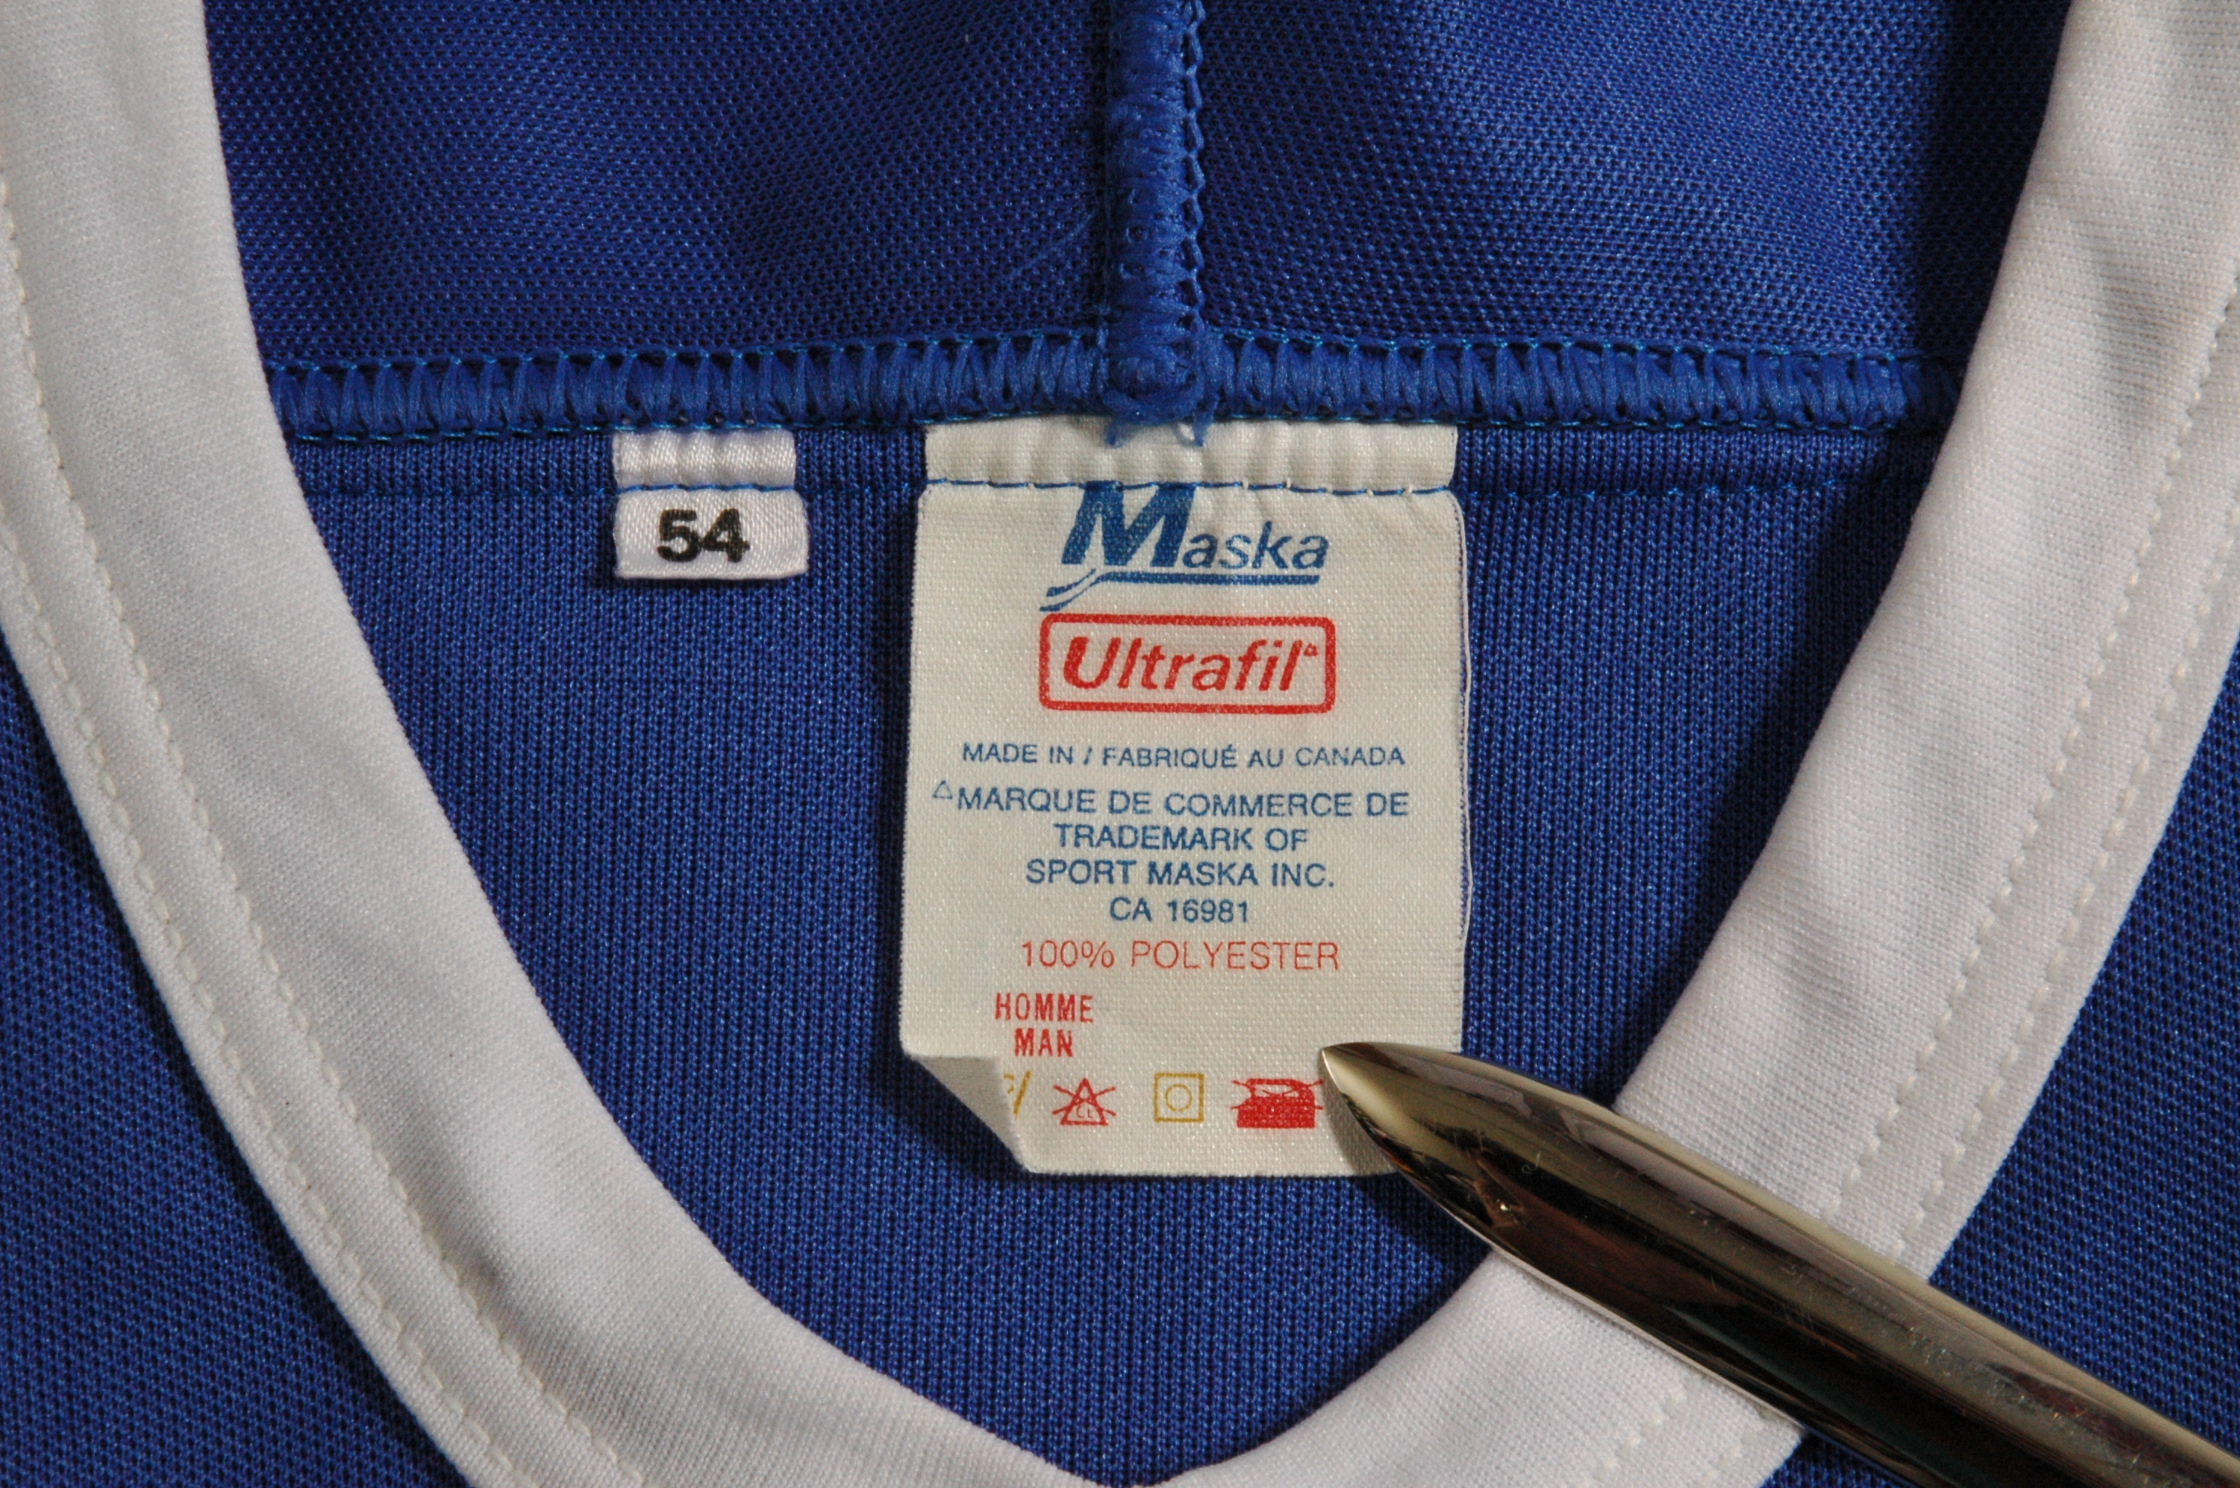 54
Maska
Ultrafil△
MADE IN / FABRIQUÉ AU CANADA
△MARQUE DE COMMERCE DE
TRADEMARK OF
SPORT MASKA INC.
CA 16981
100% POLYESTER
HOMME
MAN
CL